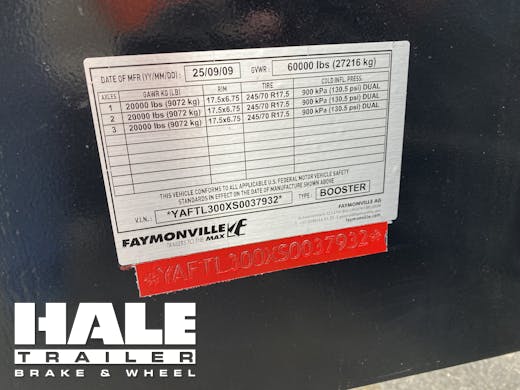 DATE OF MFR (YY/MM/DD): 25/09/09 GVWR: 60000 lbs (27216 kg)
AXLES GAWR KG (LB) RIM TIRE COLD INFL. PRESS:
1 20000 lbs (9072 kg) 17.5x6.75 245/70 R17.5 900 kPa (130.5 psi) DUAL
2 20000 lbs (9072 kg) 17.5x6.75 245/70 R17.5 900 kPa (130.5 psi) DUAL
3 20000 lbs (9072 kg) 17.5x6.75 245/70 R17.5 900 kPa (130.5 psi) DUAL
THIS VEHICLE CONFORMS TO ALL APPLICABLE U.S. FEDERAL MOTOR VEHICLE SAFETY
STANDARDS IN EFFECT ON THE DATE OF MANUFACTURE SHOWN ABOVE.
V.I.N.: *YAFTL300XS0037932* TYPE: BOOSTER
FAYMONVILLE
TRAILERS TO THE MAX
FAYMONVILLE AG
*YAFTL300XS0037932*
HALE
TRAILER
BRAKE & WHEEL